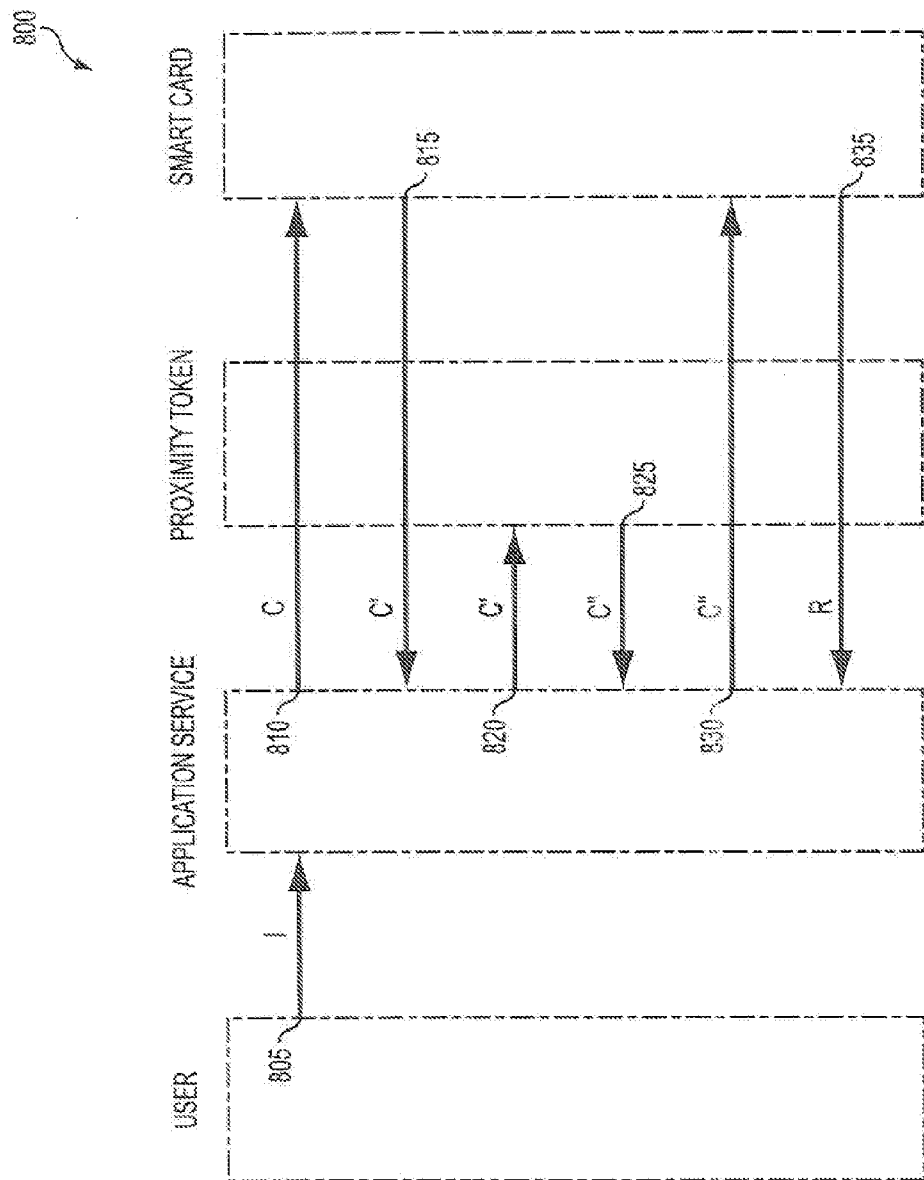 800
USER
APPLICATION SERVICE
PROXIMITY TOKEN
SMART CARD
805
I
810
C
C'
815
820
C'
C"
825
830
C"
R
835